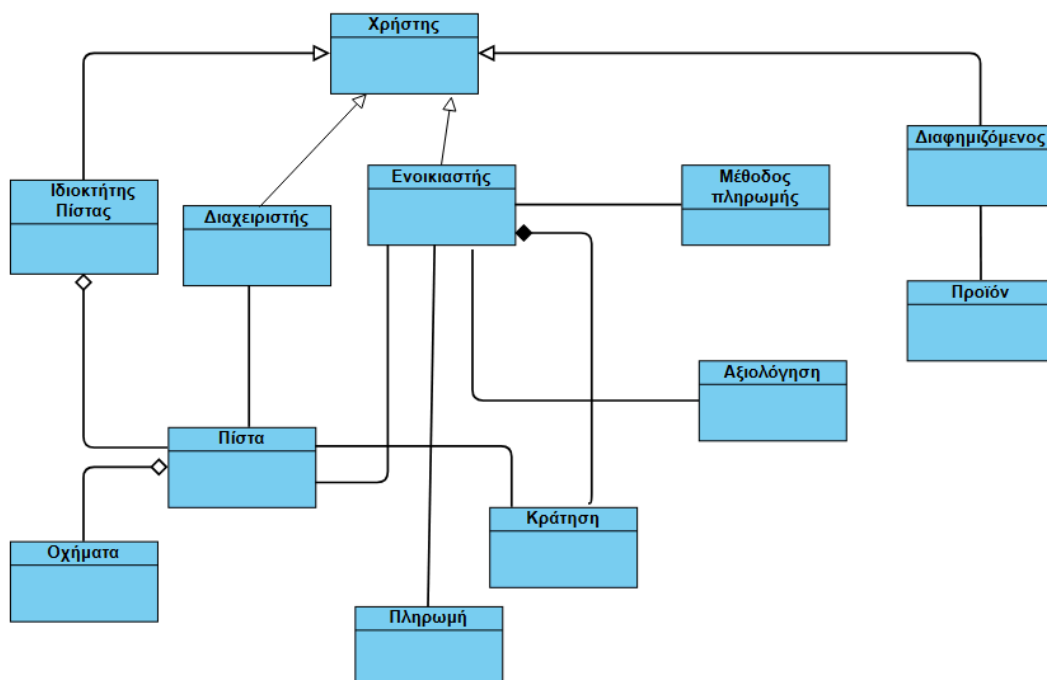 Χρήστης
Διαφημιζόμενος
Ενοικιαστής
Μέθοδος
πληρωμής
Ιδιοκτήτης
Πίστας
Διαχειριστής
Προϊόν
Αξιολόγηση
Πίστα
Κράτηση
Οχήματα
Πληρωμή